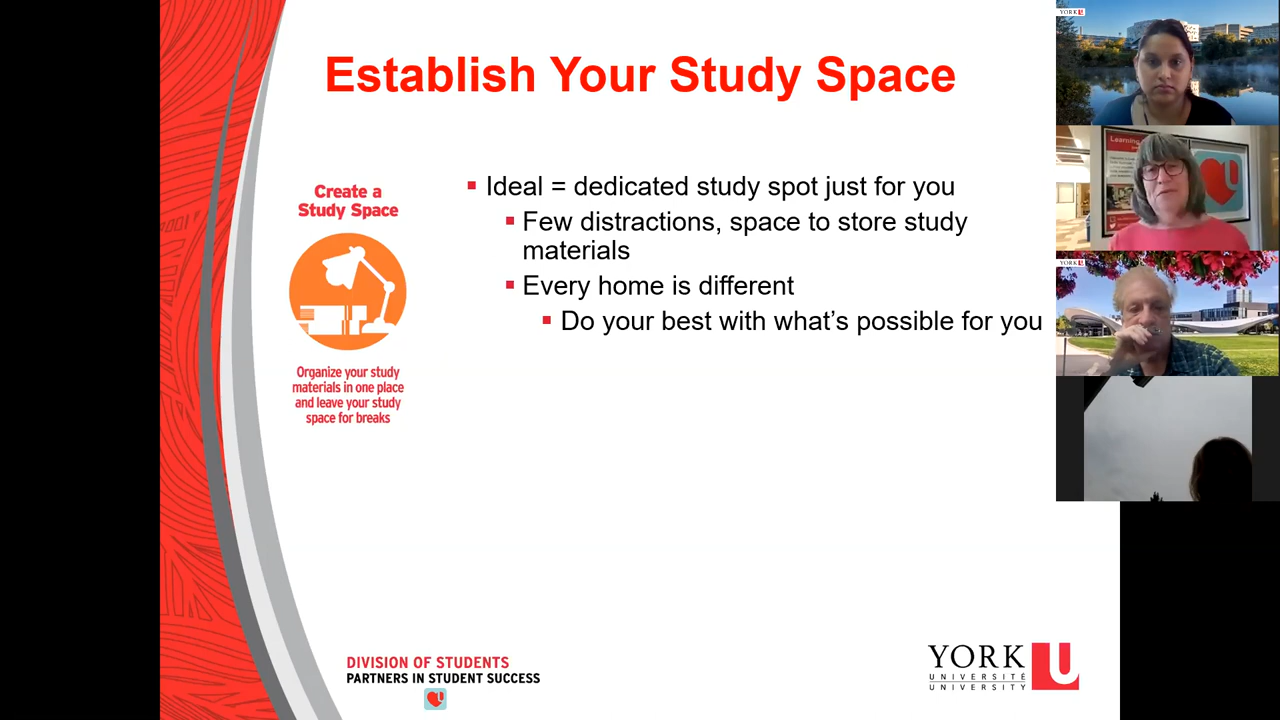 Establish Your Study Space
Create a
Study Space
Organize your study
materials in one place
and leave your study
space for breaks
▪ Ideal = dedicated study spot just for you
▪ Few distractions, space to store study
materials
▪ Every home is different
▪ Do your best with what’s possible for you
DIVISION OF STUDENTS
PARTNERS IN STUDENT SUCCESS
YORK U
UNIVERSITÉ
UNIVERSITY
YORK U
Learning
YORK U